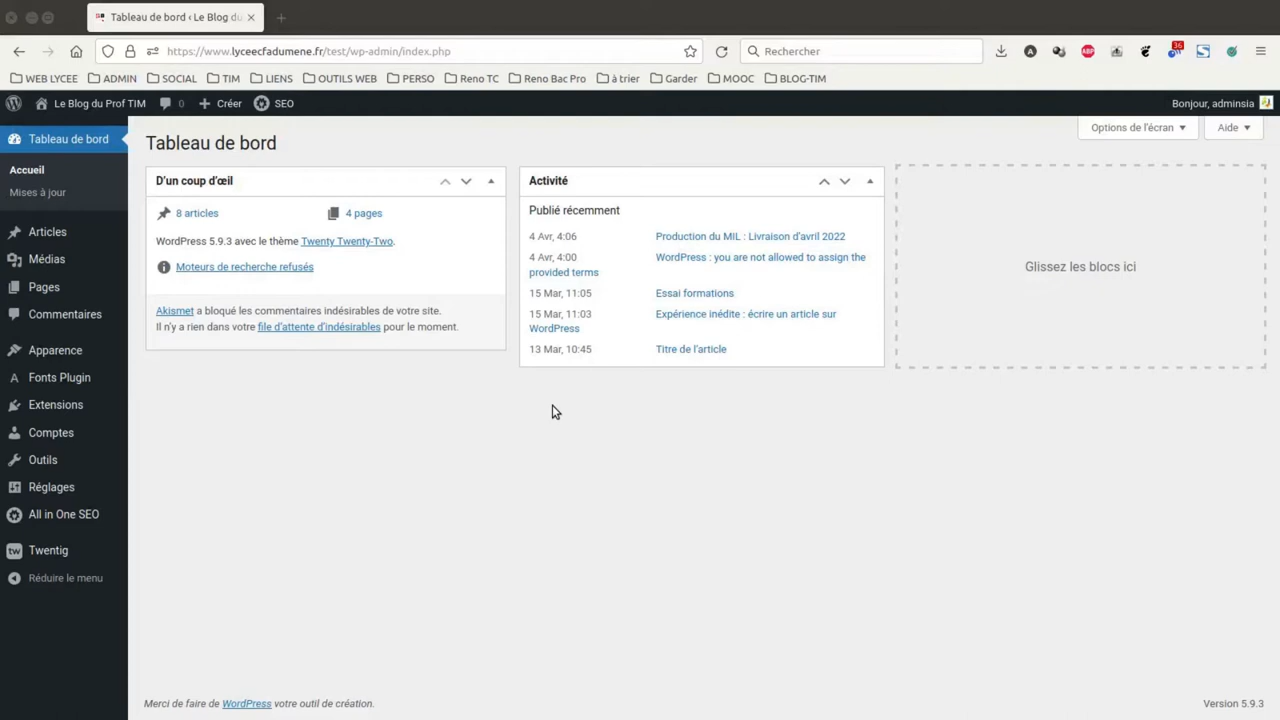 Tableau de bord ‹ Le Blog du
https://www.lyceecfadumene.fr/test/wp-admin/index.php
Rechercher
36
ABP
WEB LYCEE ADMIN SOCIAL TIM LIENS OUTILS WEB PERSO Reno TC Reno Bac Pro à trier Garder MOOC BLOG-TIM
Le Blog du Prof TIM 0 Créer SEO Bonjour, adminsia
Tableau de bord
Accueil
Mises à jour
Articles
Médias
Pages
Commentaires
Apparence
Fonts Plugin
Extensions
Comptes
Outils
Réglages
All in One SEO
tw Twentig
Réduire le menu
Options de l'écran Aide
Tableau de bord
D'un coup d'œil
8 articles 4 pages
WordPress 5.9.3 avec le thème Twenty Twenty-Two.
Moteurs de recherche refusés
Akismet a bloqué les commentaires indésirables de votre site.
Il n'y a rien dans votre file d'attente d'indésirables pour le moment.
Activité
Publié récemment
4 Avr, 4:06 Production du MIL : Livraison d'avril 2022
4 Avr, 4:00 WordPress : you are not allowed to assign the
provided terms
15 Mar, 11:05 Essai formations
15 Mar, 11:03 Expérience inédite : écrire un article sur
WordPress
13 Mar, 10:45 Titre de l'article
Glissez les blocs ici
Merci de faire de WordPress votre outil de création.
Version 5.9.3